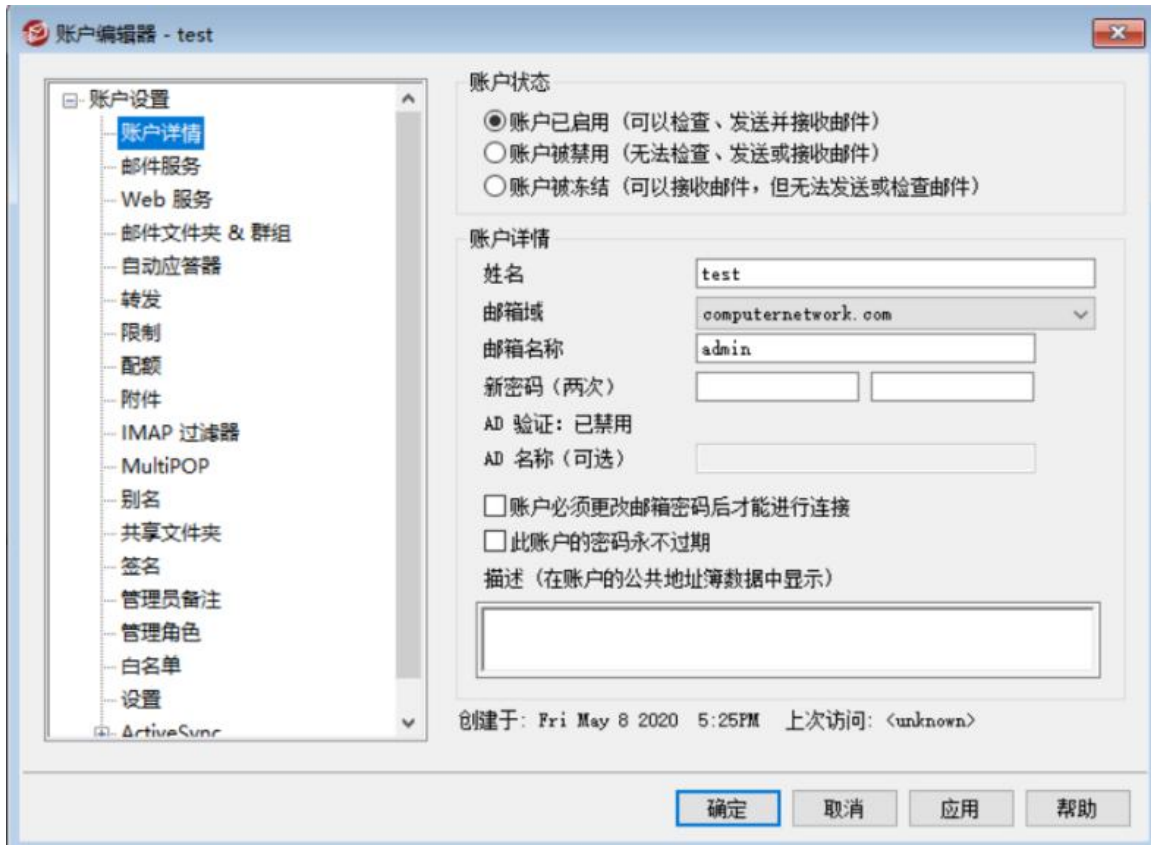 账户编辑器 - test
账户设置
账户详情
邮件服务
Web 服务
邮件文件夹 & 群组
自动应答器
转发
限制
配额
附件
IMAP 过滤器
MultiPOP
别名
共享文件夹
签名
管理员备注
管理角色
白名单
设置
ActiveSync
账户状态
账户已启用（可以检查、发送并接收邮件）
账户被禁用（无法检查、发送或接收邮件）
账户被冻结（可以接收邮件，但无法发送或检查邮件）
账户详情
姓名 test
邮箱域 computernetwork.com
邮箱名称 admin
新密码（两次）
AD 验证：已禁用
AD 名称（可选）
账户必须更改邮箱密码后才能进行连接
此账户的密码永不过期
描述（在账户的公共地址簿数据中显示）
创建于: Fri May 8 2020 5:25PM 上次访问: <unknown>
确定 取消 应用 帮助